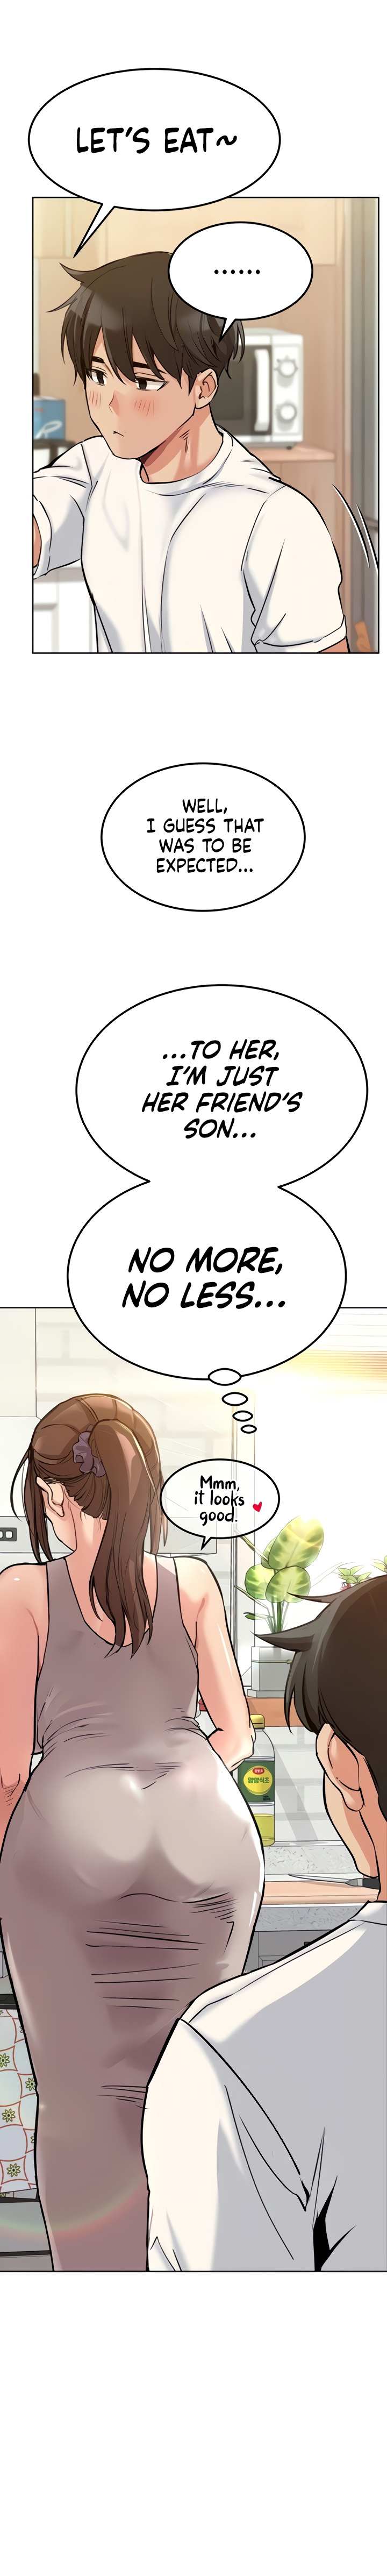 LET'S EAT~
......
WELL,
I GUESS THAT
WAS TO BE
EXPECTED...
...TO HER,
I'M JUST
HER FRIEND'S
SON...
NO MORE,
NO LESS...
Mmm,
it looks
good.